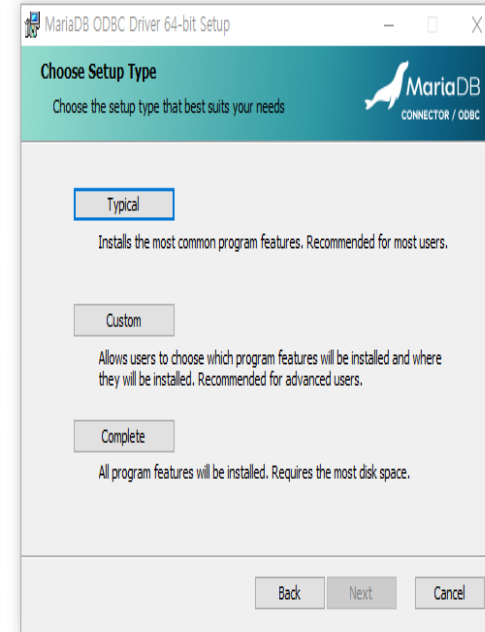 MariaDB ODBC Driver 64-bit Setup
Choose Setup Type
Choose the setup type that best suits your needs
MariaDB
CONNECTOR / ODBC
Typical
Installs the most common program features. Recommended for most users.
Custom
Allows users to choose which program features will be installed and where
they will be installed. Recommended for advanced users.
Complete
All program features will be installed. Requires the most disk space.
Back
Next
Cancel